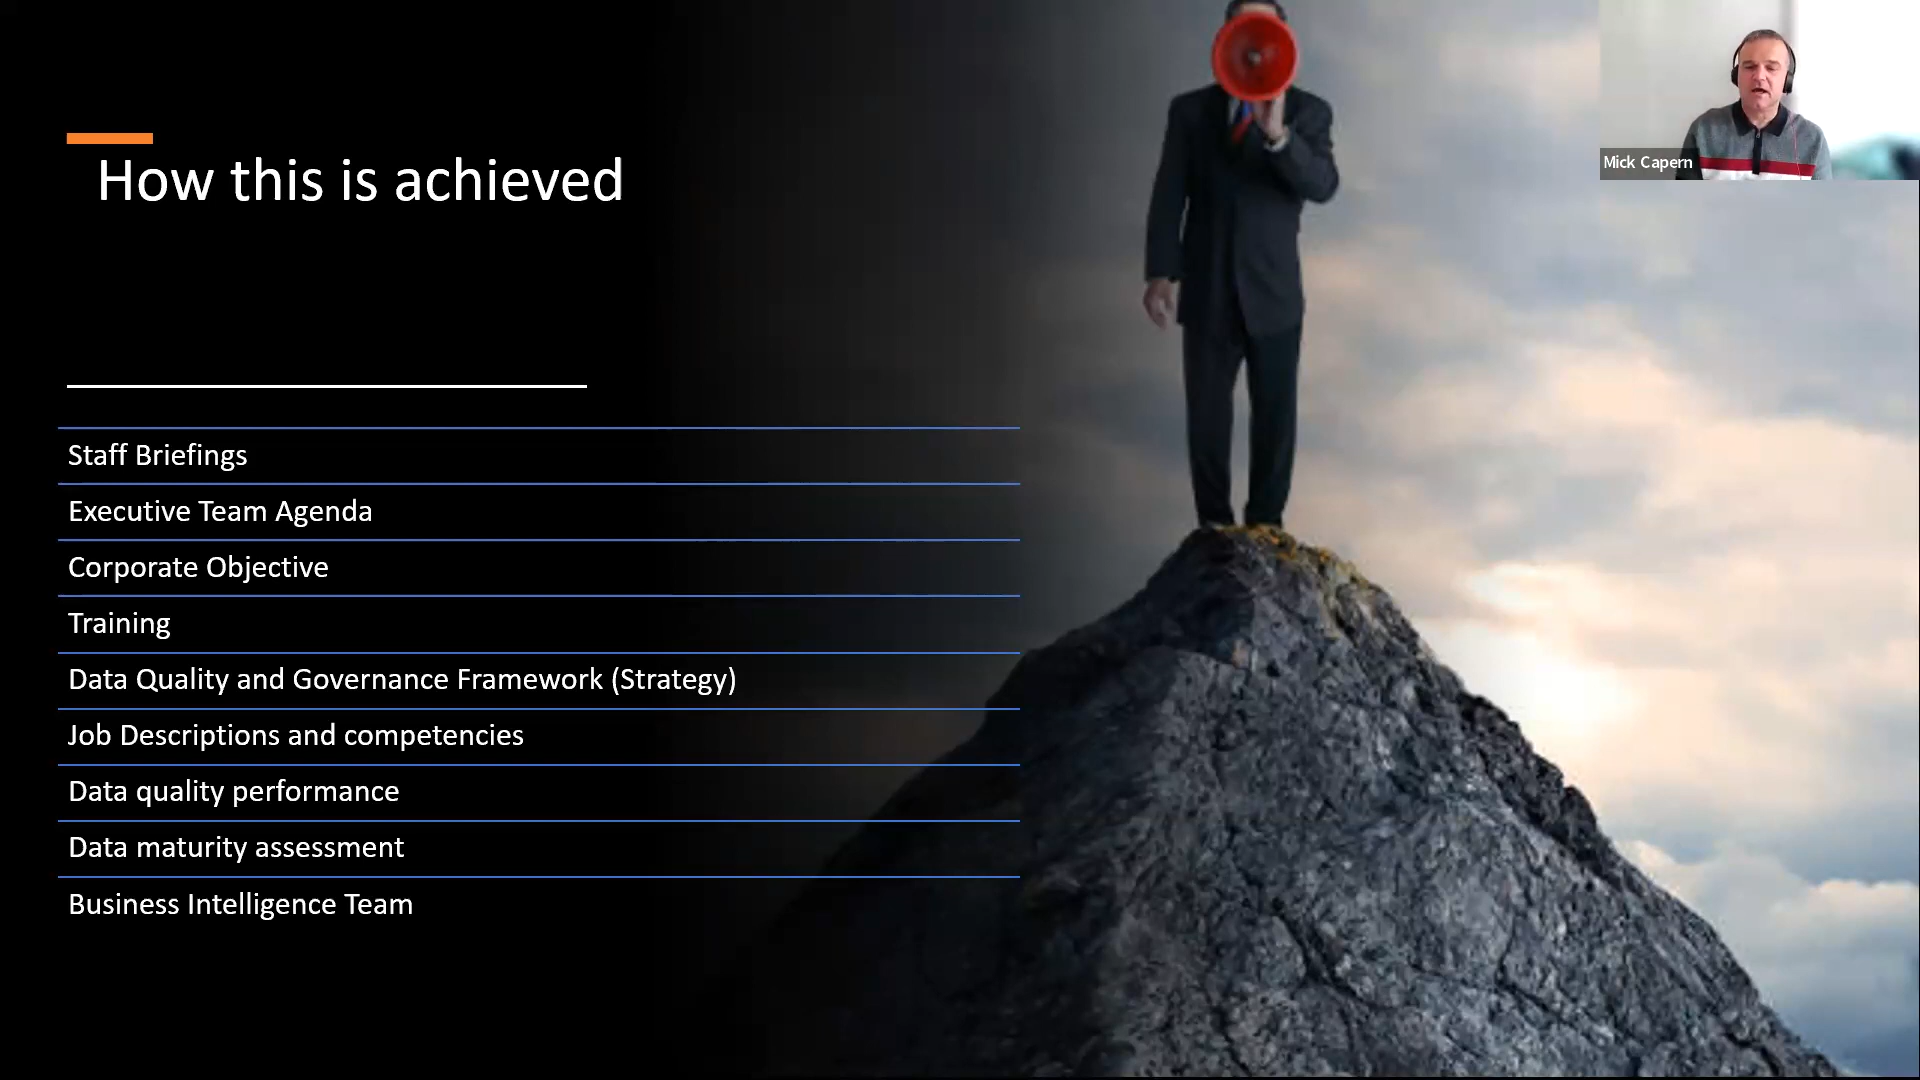 How this is achieved
Mick Capern
Staff Briefings
Executive Team Agenda
Corporate Objective
Training
Data Quality and Governance Framework (Strategy)
Job Descriptions and competencies
Data quality performance
Data maturity assessment
Business Intelligence Team